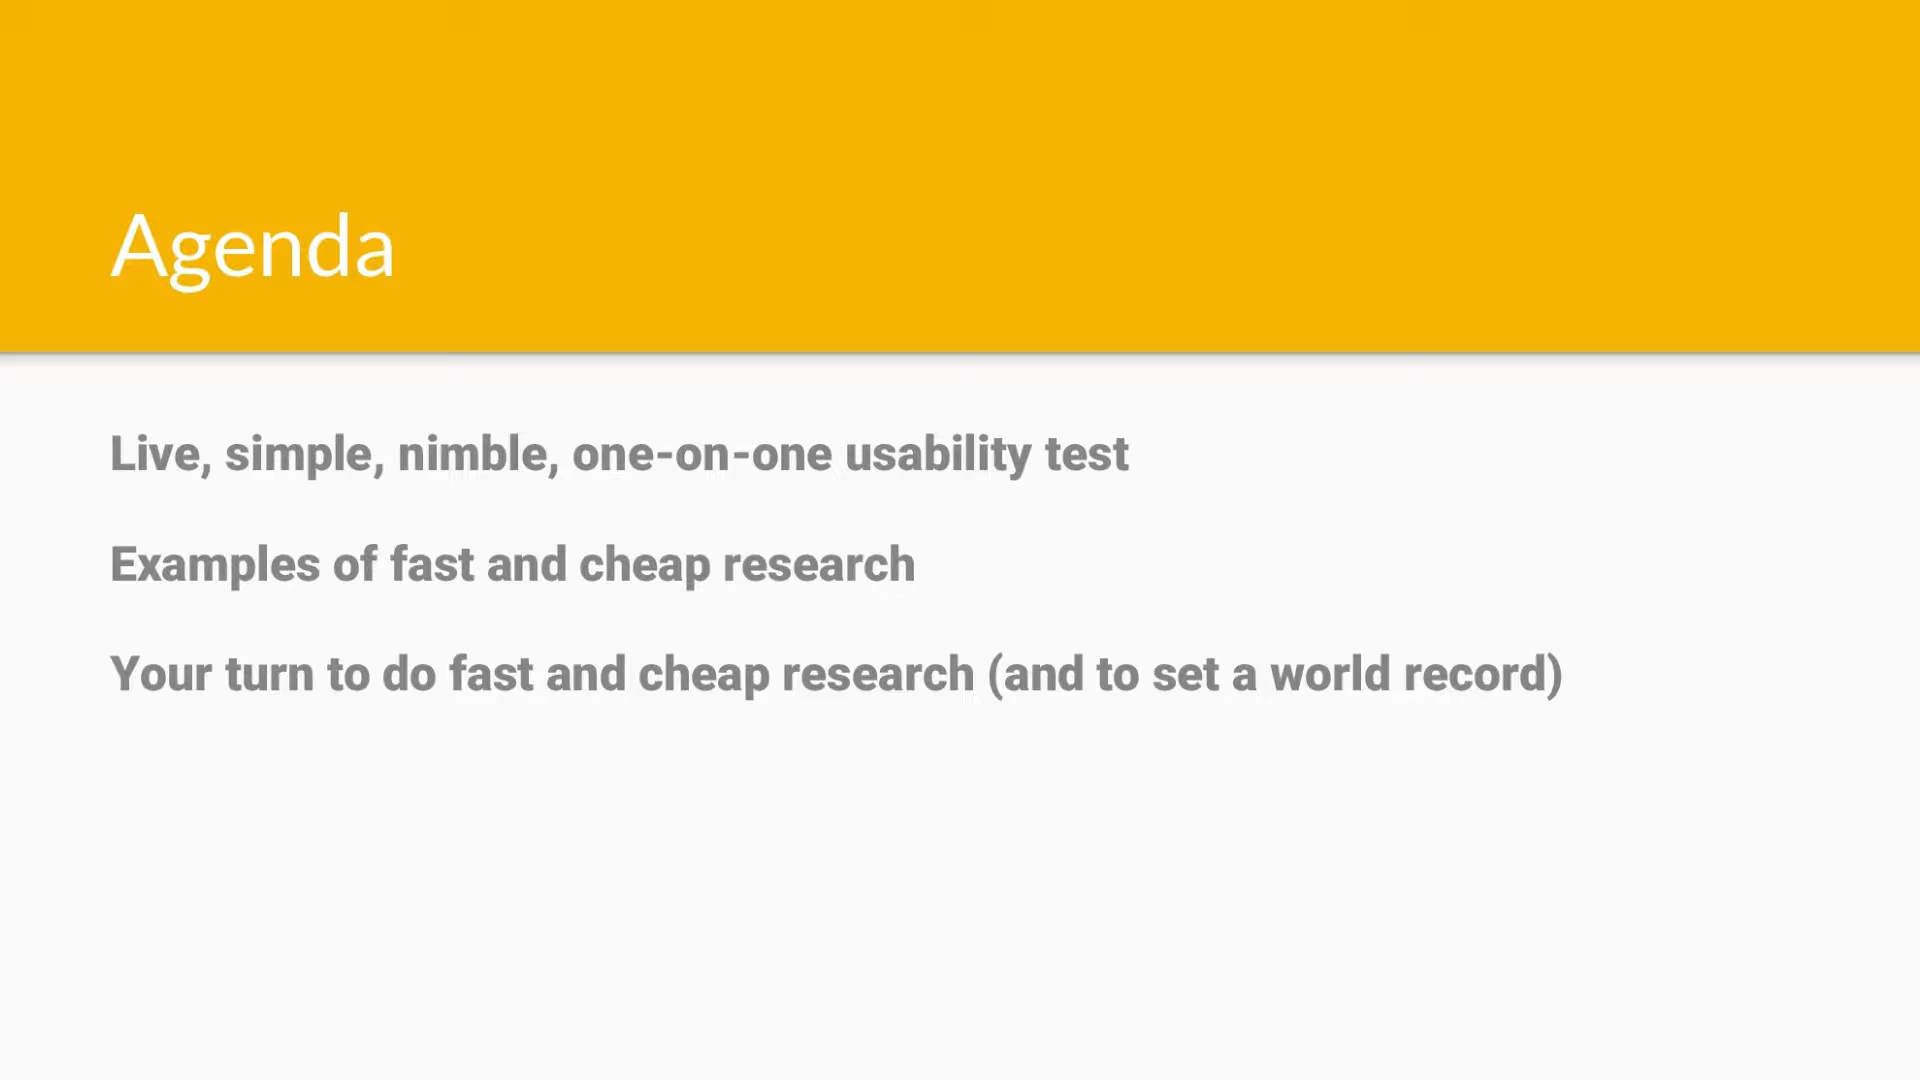 Agenda
Live, simple, nimble, one-on-one usability test
Examples of fast and cheap research
Your turn to do fast and cheap research (and to set a world record)